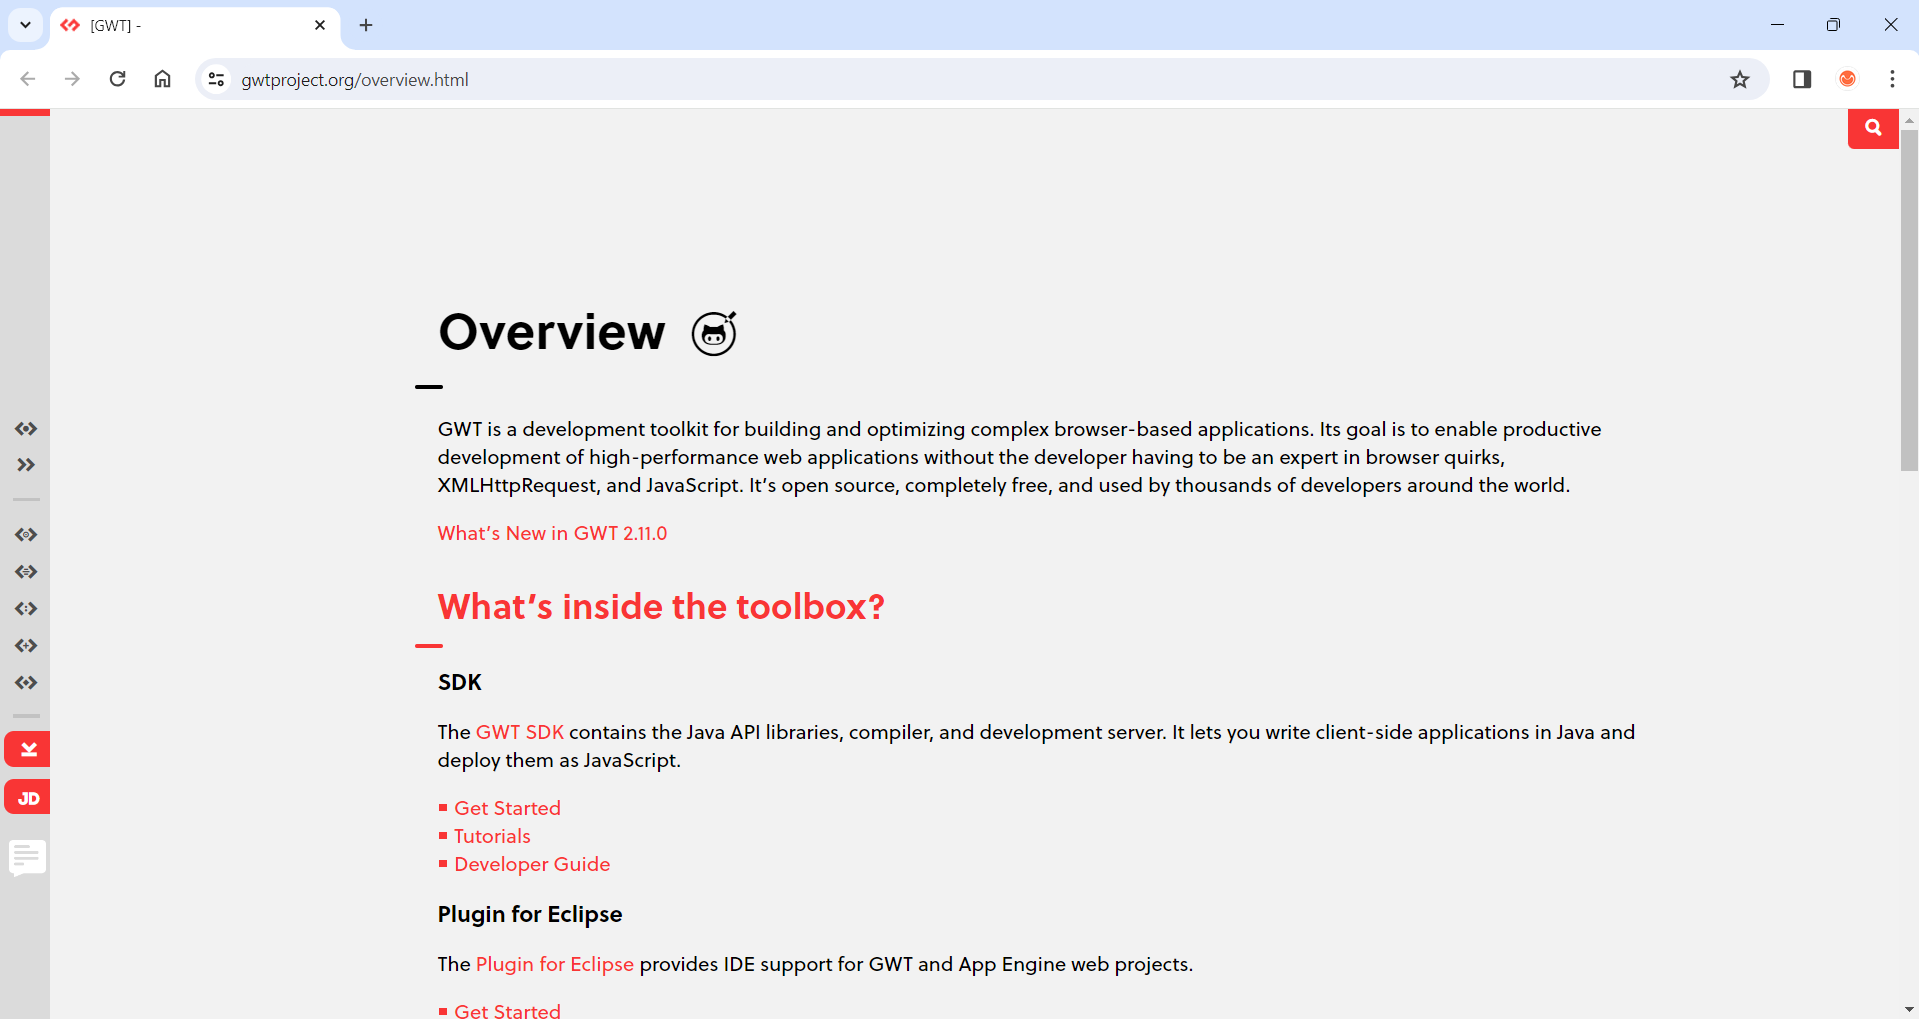 [GWT] -
gwtproject.org/overview.html
Overview
GWT is a development toolkit for building and optimizing complex browser-based applications. Its goal is to enable productive
development of high-performance web applications without the developer having to be an expert in browser quirks,
XMLHttpRequest, and JavaScript. It’s open source, completely free, and used by thousands of developers around the world.
What’s New in GWT 2.11.0
What’s inside the toolbox?
SDK
The GWT SDK contains the Java API libraries, compiler, and development server. It lets you write client-side applications in Java and
deploy them as JavaScript.
Get Started
JD
Tutorials
Developer Guide
Plugin for Eclipse
The Plugin for Eclipse provides IDE support for GWT and App Engine web projects.
Get Started